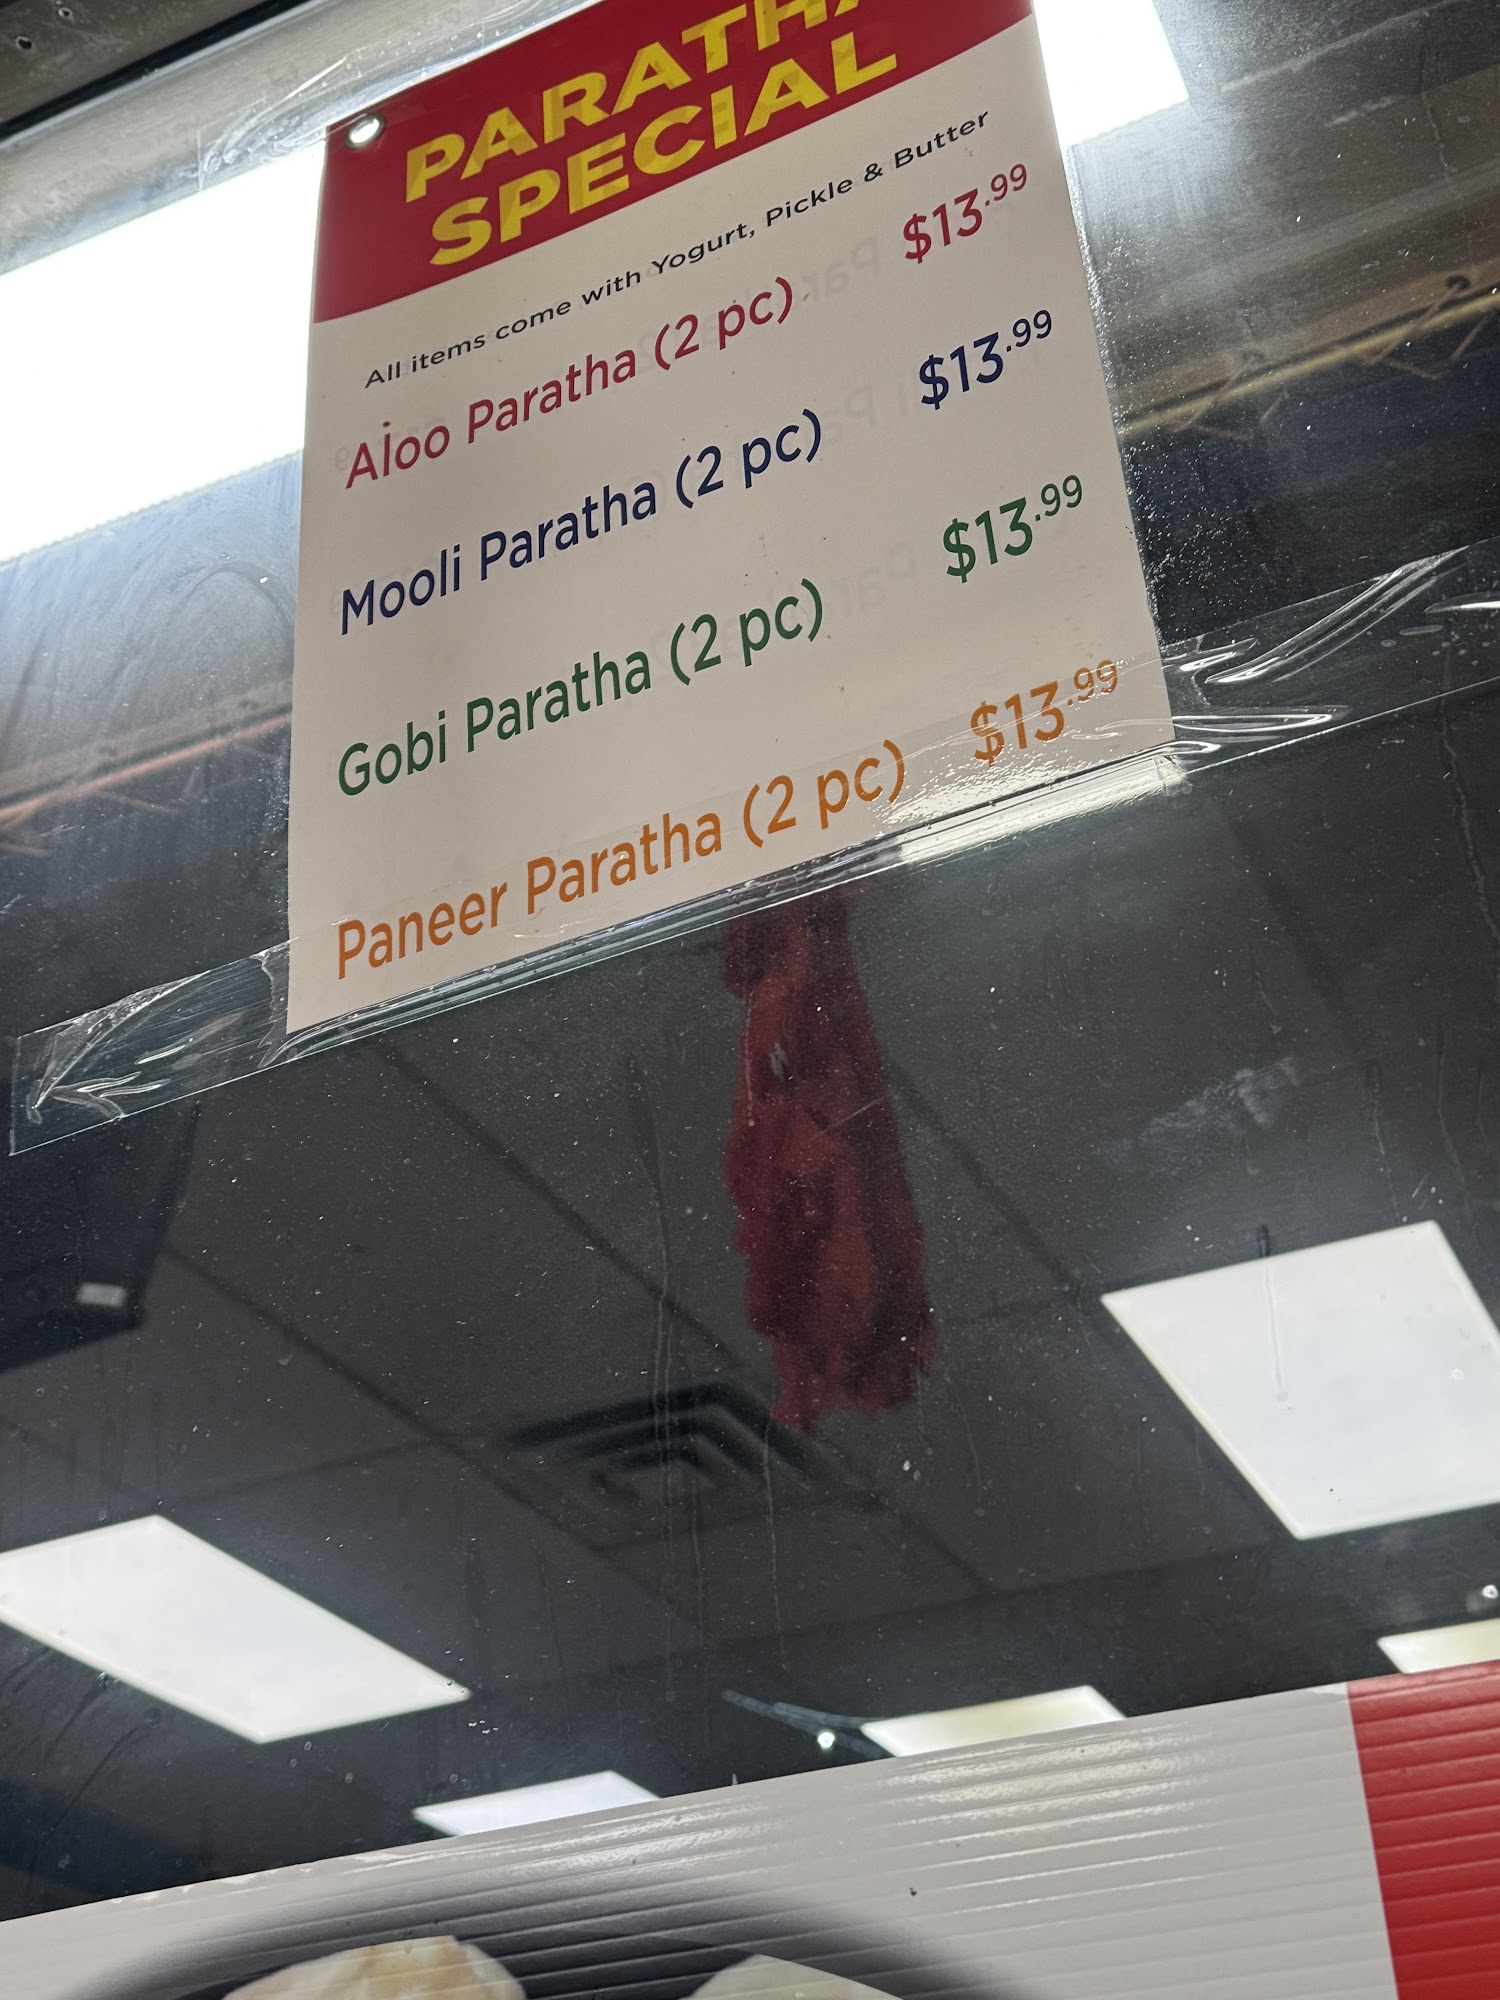 PARATHA
SPECIAL
All items come with Yogurt, Pickle & Butter
Aloo Paratha (2 pc) $13.99
Mooli Paratha (2 pc) $13.99
Gobi Paratha (2 pc) $13.99
Paneer Paratha (2 pc) $13.99